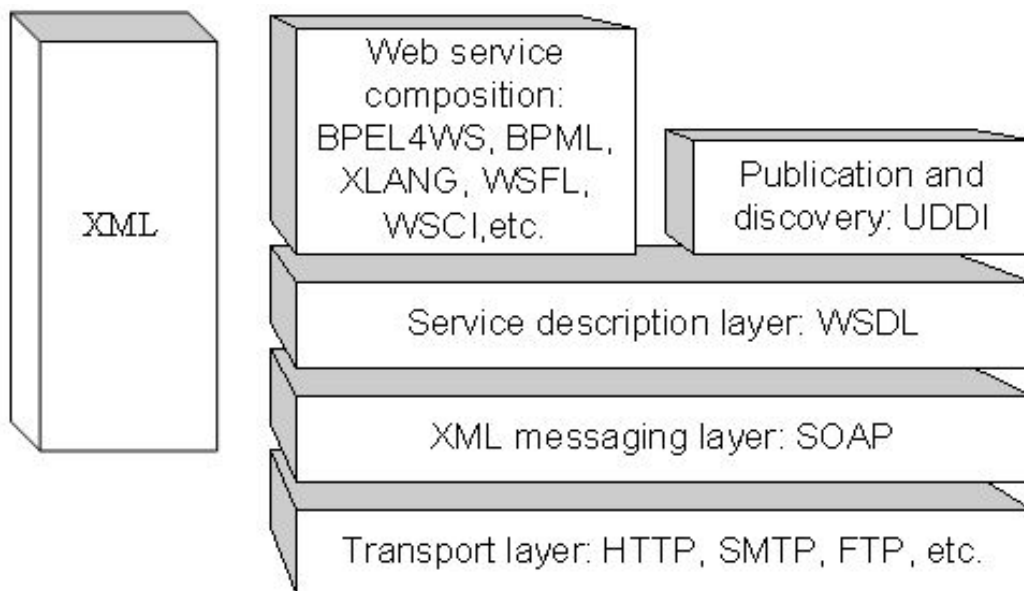 XML
Web service
composition:
BPEL4WS, BPML,
XLANG, WSFL,
WSCI,etc.
Publication and
discovery: UDDI
Service description layer: WSDL
XML messaging layer: SOAP
Transport layer: HTTP, SMTP, FTP, etc.